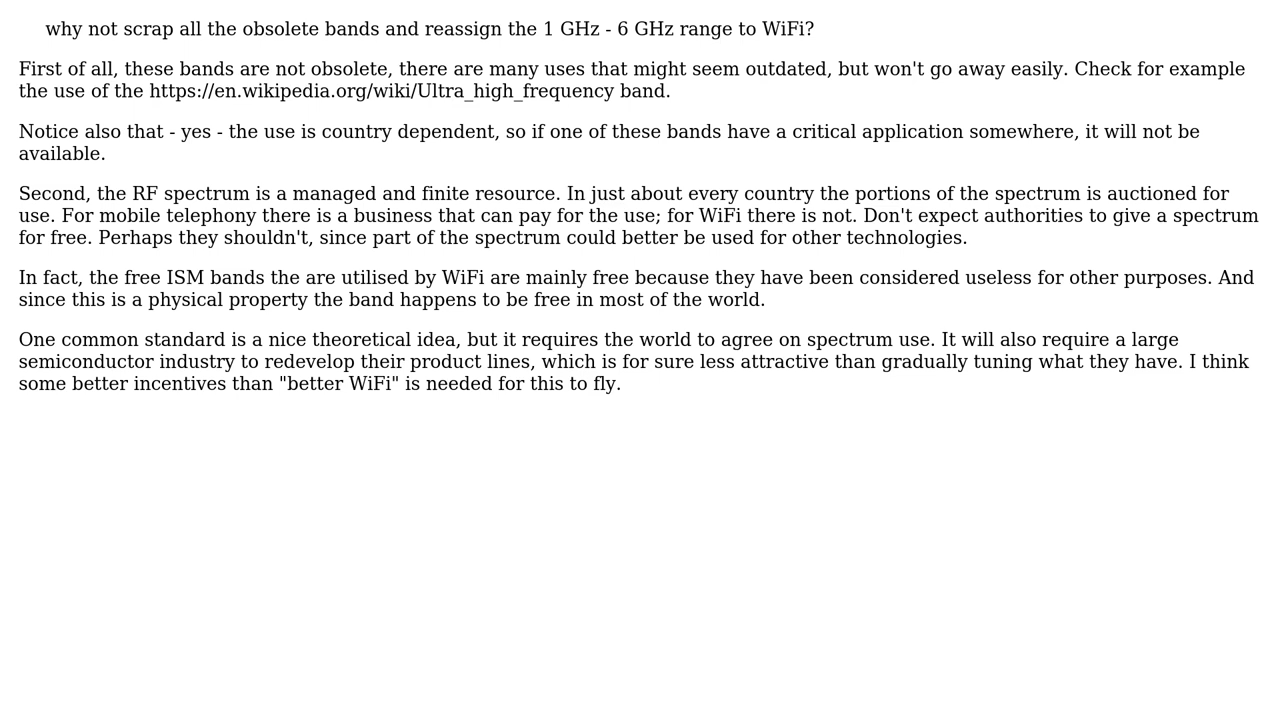 why not scrap all the obsolete bands and reassign the 1 GHz - 6 GHz range to WiFi?
First of all, these bands are not obsolete, there are many uses that might seem outdated, but won't go away easily. Check for example
the use of the https://en.wikipedia.org/wiki/Ultra_high_frequency band.
Notice also that - yes - the use is country dependent, so if one of these bands have a critical application somewhere, it will not be
available.
Second, the RF spectrum is a managed and finite resource. In just about every country the portions of the spectrum is auctioned for
use. For mobile telephony there is a business that can pay for the use; for WiFi there is not. Don't expect authorities to give a spectrum
for free. Perhaps they shouldn't, since part of the spectrum could better be used for other technologies.
In fact, the free ISM bands the are utilised by WiFi are mainly free because they have been considered useless for other purposes. And
since this is a physical property the band happens to be free in most of the world.
One common standard is a nice theoretical idea, but it requires the world to agree on spectrum use. It will also require a large
semiconductor industry to redevelop their product lines, which is for sure less attractive than gradually tuning what they have. I think
some better incentives than "better WiFi" is needed for this to fly.